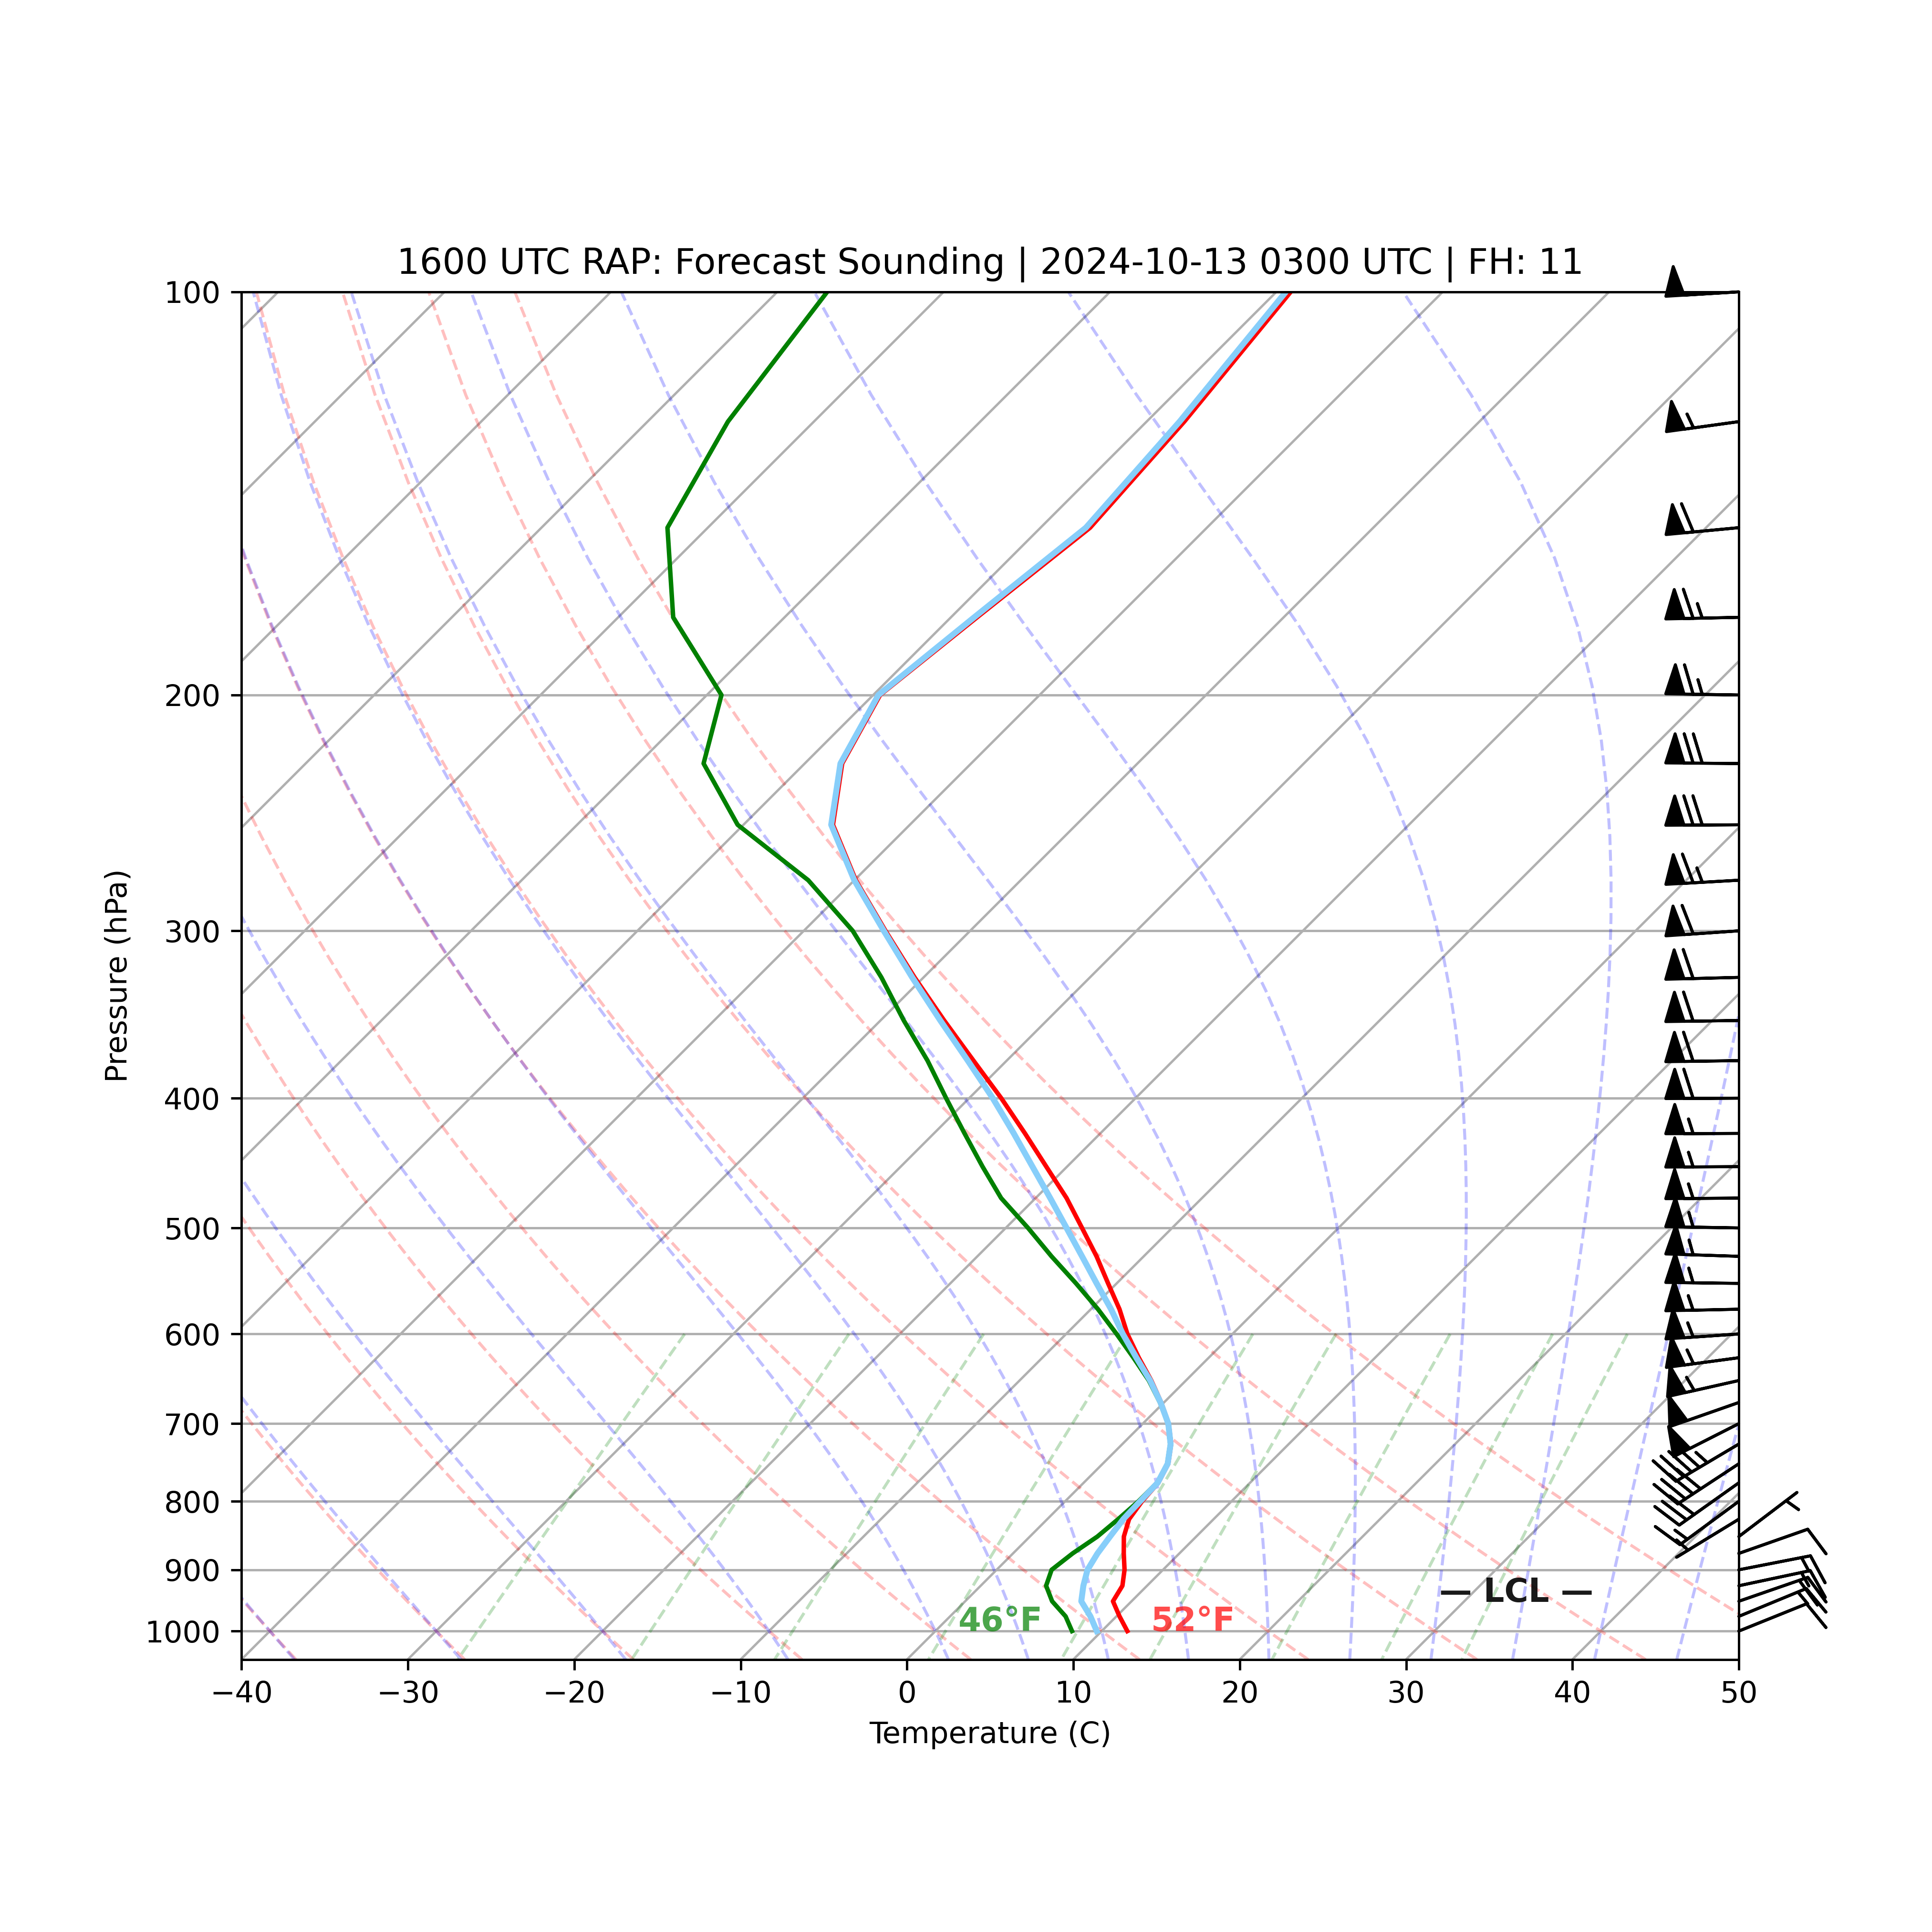 1600 UTC RAP: Forecast Sounding | 2024-10-13 0300 UTC | FH: 11
100
200
300
400
500
600
700
800
900
1000
Pressure (hPa)
46°F
52°F
— LCL —
−40 −30 −20 −10 0 10 20 30 40 50
Temperature (C)